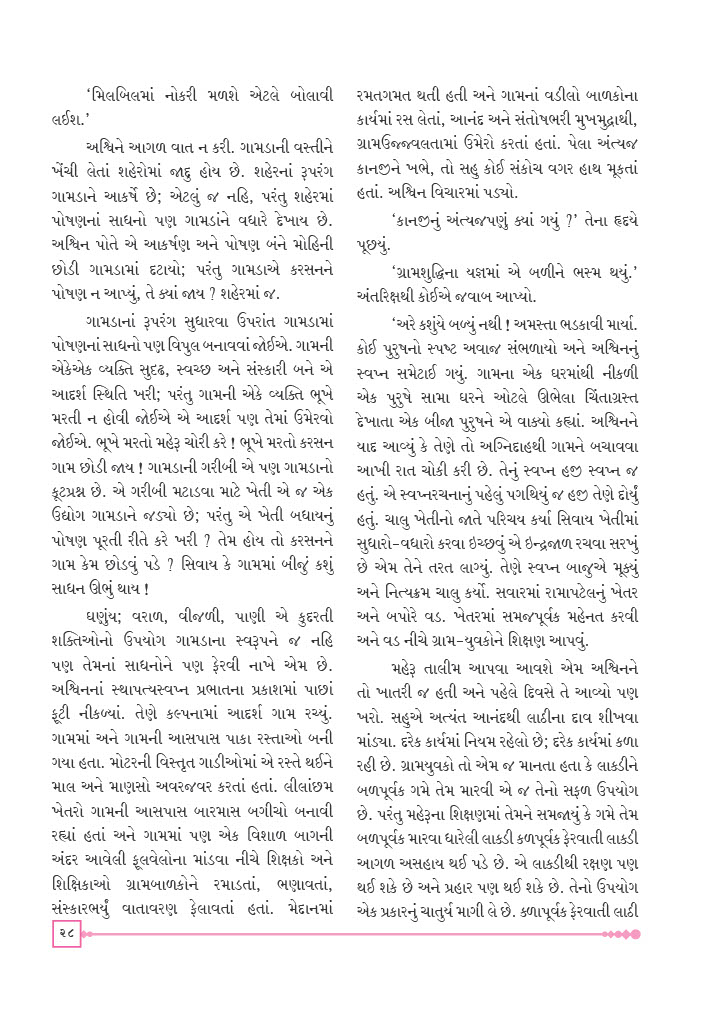 ‘મિલબિલમાં નોકરી મળશે એટલે બોલાવી
લઈશ.’
અશ્વિને આગળ વાત ન કરી. ગામડાની વસ્તીને
ખેંચી લેતાં શહેરોમાં જાદુ હોય છે. શહેરનાં રૂપરંગ
ગામડાને આકર્ષે છે; એટલું જ નહિ, પરંતુ શહેરમાં
પોષણનાં સાધનો પણ ગામડાંને વધારે દેખાય છે.
અશ્વિન પોતે એ આકર્ષણ અને પોષણ બંને મોહિની
છોડી ગામડામાં દટાયો; પરંતુ ગામડાએ કરસનને
પોષણ ન આપ્યું, તે ક્યાં જાય ? શહેરમાં જ.
ગામડાનાં રૂપરંગ સુધારવા ઉપરાંત ગામડામાં
પોષણનાં સાધનો પણ વિપુલ બનાવવાં જોઈએ. ગામની
એકેએક વ્યક્તિ સુદૃઢ, સ્વચ્છ અને સંસ્કારી બને એ
આદર્શ સ્થિતિ ખરી; પરંતુ ગામની એકે વ્યક્તિ ભૂખે
મરતી ન હોવી જોઈએ એ આદર્શ પણ તેમાં ઉમેરવો
જોઈએ. ભૂખે મરતો મહેરૂ ચોરી કરે ! ભૂખે મરતો કરસન
ગામ છોડી જાય ! ગામડાની ગરીબી એ પણ ગામડાનો
કૂટપ્રશ્ન છે. એ ગરીબી મટાડવા માટે ખેતી એ જ એક
ઉદ્યોગ ગામડાને જડ્યો છે; પરંતુ એ ખેતી બધાયનું
પોષણ પૂરતી રીતે કરે ખરી ? તેમ હોય તો કરસનને
ગામ કેમ છોડવું પડે ? સિવાય કે ગામમાં બીજું કશું
સાધન ઊભું થાય !
ઘણુંય; વરાળ, વીજળી, પાણી એ કુદરતી
શક્તિઓનો ઉપયોગ ગામડાના સ્વરૂપને જ નહિ
પણ તેમનાં સાધનોને પણ ફેરવી નાખે એમ છે.
અશ્વિનનાં સ્થાપત્યસ્વપ્ન પ્રભાતના પ્રકાશમાં પાછાં
ફૂટી નીકળ્યાં. તેણે કલ્પનામાં આદર્શ ગામ રચ્યું.
ગામમાં અને ગામની આસપાસ પાકા રસ્તાઓ બની
ગયા હતા. મોટરની વિસ્તૃત ગાડીઓમાં એ રસ્તે થઈને
માલ અને માણસો અવરજવર કરતાં હતાં. લીલાંછમ
ખેતરો ગામની આસપાસ બારમાસ બગીચો બનાવી
રહ્યાં હતાં અને ગામમાં પણ એક વિશાળ બાગની
અંદર આવેલી ફૂલવેલોના માંડવા નીચે શિક્ષકો અને
શિક્ષિકાઓ ગ્રામબાળકોને રમાડતાં, ભણાવતાં,
સંસ્કારભર્યું વાતાવરણ ફેલાવતાં હતાં. મેદાનમાં
રમતગમત થતી હતી અને ગામનાં વડીલો બાળકોના
કાર્યમાં રસ લેતાં, આનંદ અને સંતોષભરી મુખમુદ્રાથી,
ગ્રામઉજ્જ્વલતામાં ઉમેરો કરતાં હતાં. પેલા અંત્યજ
કાનજીને ખભે, તો સહુ કોઈ સંકોચ વગર હાથ મૂકતાં
હતાં. અશ્વિન વિચારમાં પડ્યો.
‘કાનજીનું અંત્યજપણું ક્યાં ગયું ?’ તેના હૃદયે
પૂછયું.
‘ગ્રામશુદ્ધિના યજ્ઞમાં એ બળીને ભસ્મ થયું.’
અંતરિક્ષથી કોઈએ જવાબ આપ્યો.
‘અરે કશુંયે બળ્યું નથી ! અમસ્તા ભડકાવી માર્યા.
કોઈ પુરુષનો સ્પષ્ટ અવાજ સંભળાયો અને અશ્વિનનું
સ્વપ્ન સમેટાઈ ગયું. ગામના એક ઘરમાંથી નીકળી
એક પુરુષે સામા ઘરને ઓટલે ઊભેલા ચિંતાગ્રસ્ત
દેખાતા એક બીજા પુરુષને એ વાક્યો કહ્યાં. અશ્વિનને
યાદ આવ્યું કે તેણે તો અગ્નિદાહથી ગામને બચાવવા
આખી રાત ચોકી કરી છે. તેનું સ્વપ્ન હજી સ્વપ્ન જ
હતું. એ સ્વપ્નરચનાનું પહેલું પગથિયું જ હજી તેણે દોર્યું
હતું. ચાલુ ખેતીનો જાતે પરિચય કર્યા સિવાય ખેતીમાં
સુધારો-વધારો કરવા ઇચ્છવું એ ઇન્દ્રજાળ રચવા સરખું
છે એમ તેને તરત લાગ્યું. તેણે સ્વપ્ન બાજુએ મૂક્યું
અને નિત્યક્રમ ચાલુ કર્યો. સવારમાં રામાપટેલનું ખેતર
અને બપોરે વડ. ખેતરમાં સમજપૂર્વક મહેનત કરવી
અને વડ નીચે ગ્રામ-યુવકોને શિક્ષણ આપવું.
મહેરૂ તાલીમ આપવા આવશે એમ અશ્વિનને
તો ખાતરી જ હતી અને પહેલે દિવસે તે આવ્યો પણ
ખરો. સહુએ અત્યંત આનંદથી લાઠીના દાવ શીખવા
માંડ્યા. દરેક કાર્યમાં નિયમ રહેલો છે; દરેક કાર્યમાં કળા
રહી છે. ગ્રામયુવકો તો એમ જ માનતા હતા કે લાકડીને
બળપૂર્વક ગમે તેમ મારવી એ જ તેનો સફળ ઉપયોગ
છે. પરંતુ મહેરૂના શિક્ષણમાં તેમને સમજાયું કે ગમે તેમ
બળપૂર્વક મારવા ધારેલી લાકડી કળપૂર્વક ફેરવાતી લાકડી
આગળ અસહાય થઈ પડે છે. એ લાકડીથી રક્ષણ પણ
થઈ શકે છે અને પ્રહાર પણ થઈ શકે છે. તેનો ઉપયોગ
એક પ્રકારનું ચાતુર્ય માગી લે છે. કળાપૂર્વક ફેરવાતી લાઠી
૨૮